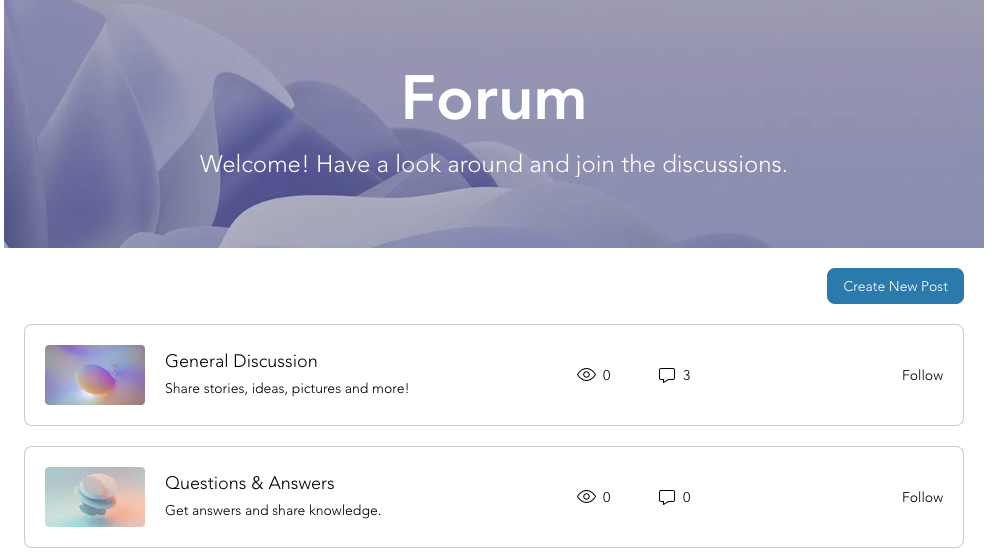 Forum
Welcome! Have a look around and join the discussions.
Create New Post
General Discussion
Share stories, ideas, pictures and more!
0
3
Follow
Questions & Answers
Get answers and share knowledge.
0
0
Follow